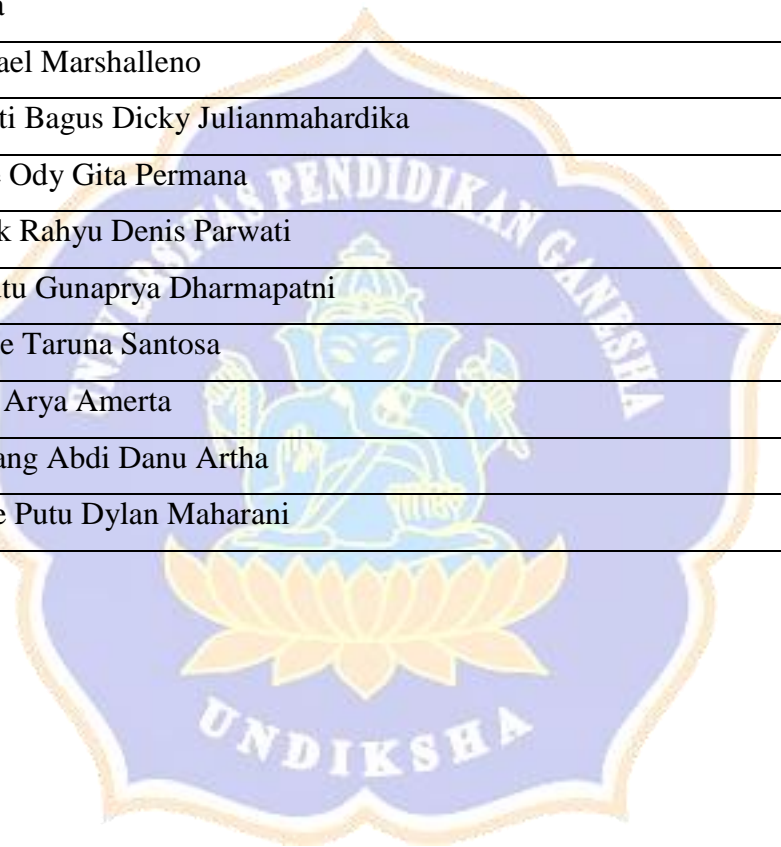 ael Marshalleno
ti Bagus Dicky Julianmahardika
Ody Gita Permana
k Rahyu Denis Parwati
tu Gunaprya Dharmapatni
e Taruna Santosa
Arya Amerta
ang Abdi Danu Artha
e Putu Dylan Maharani
UNIVERSITAS PENDIDIKAN GANESHA
UNDIKSHA